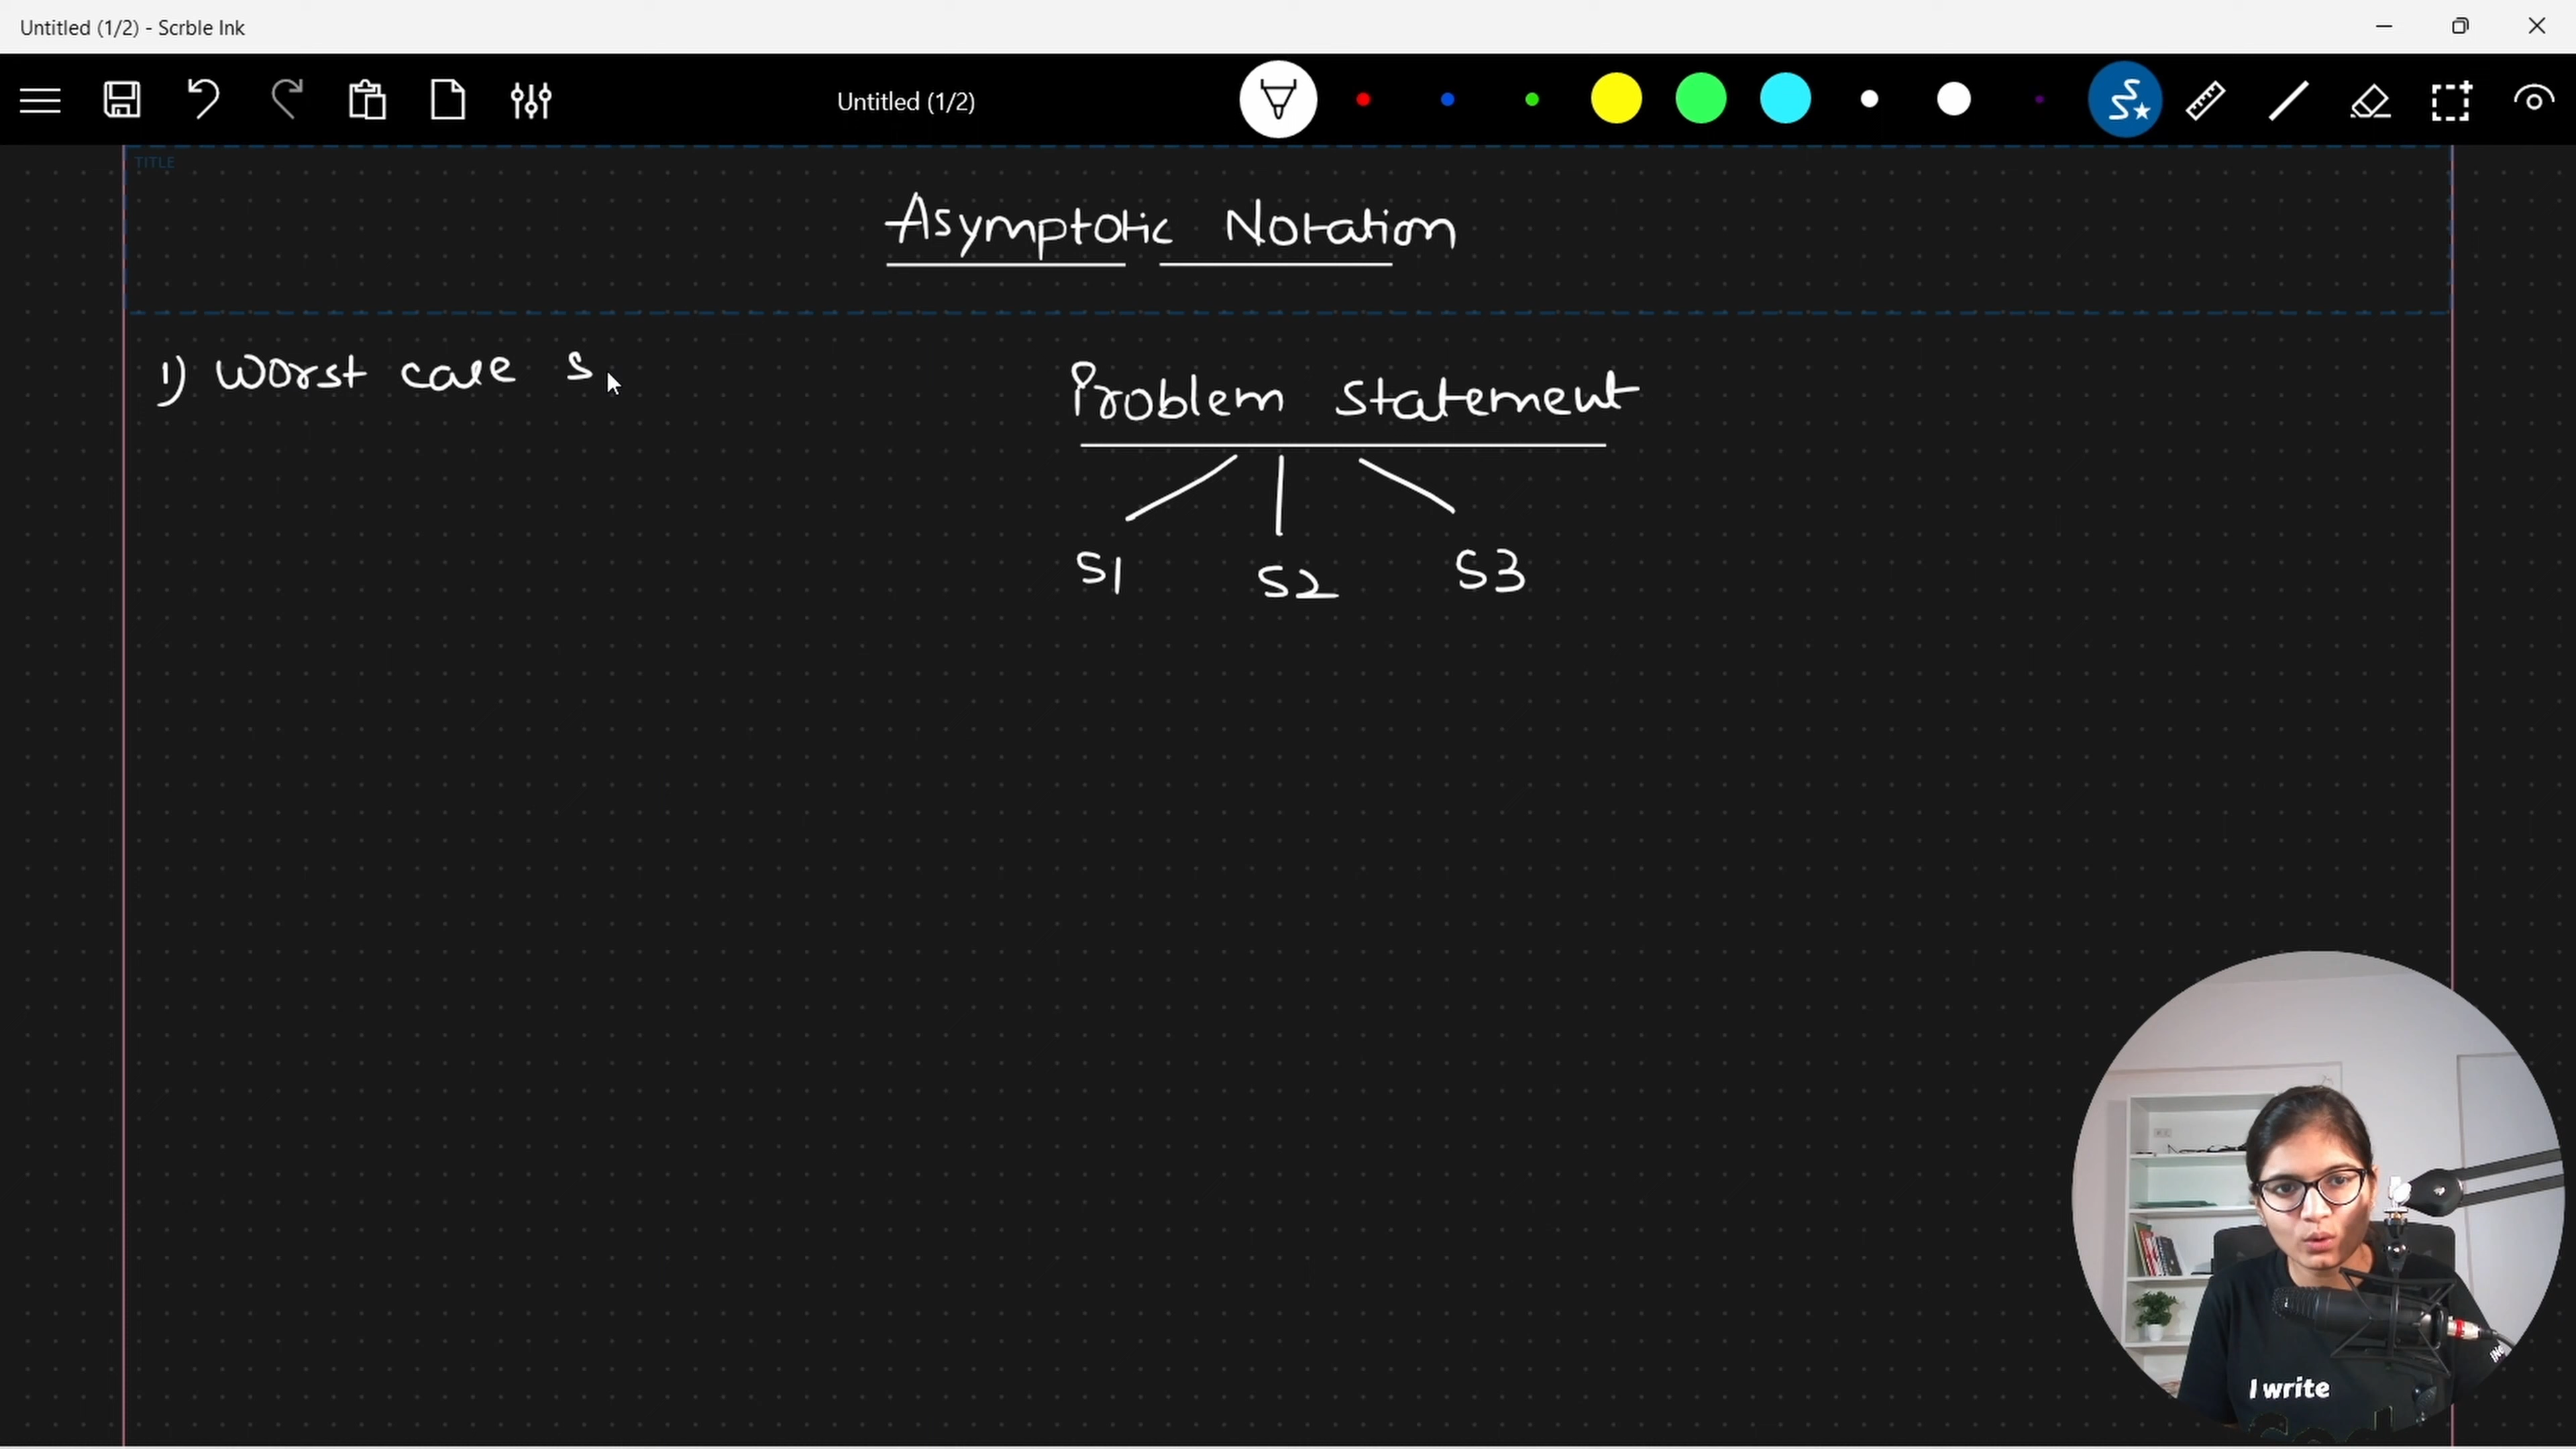 Untitled (1/2) - Scrble Ink
Untitled (1/2)
TITLE
Asymptotic Notation
1) Worst case s
Problem statement
S1 S2 S3
I write